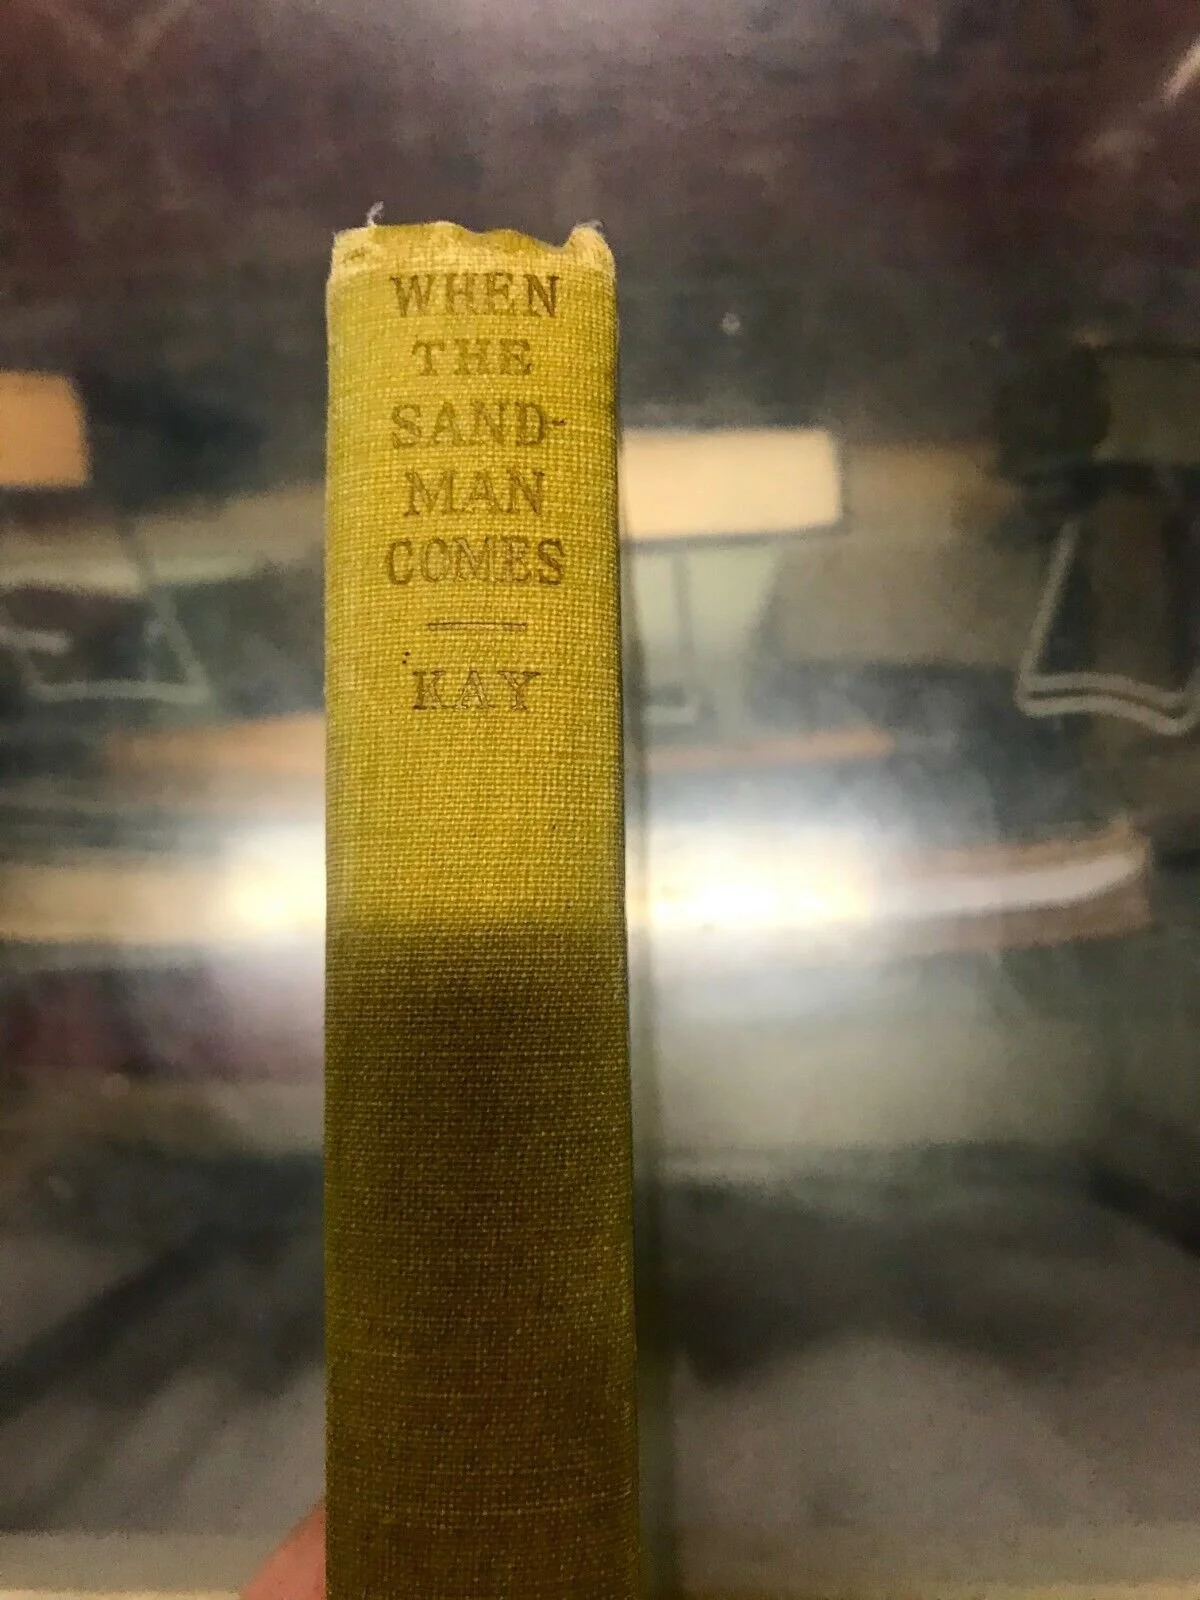 WHEN
THE
SAND-
MAN
COMES
KAY